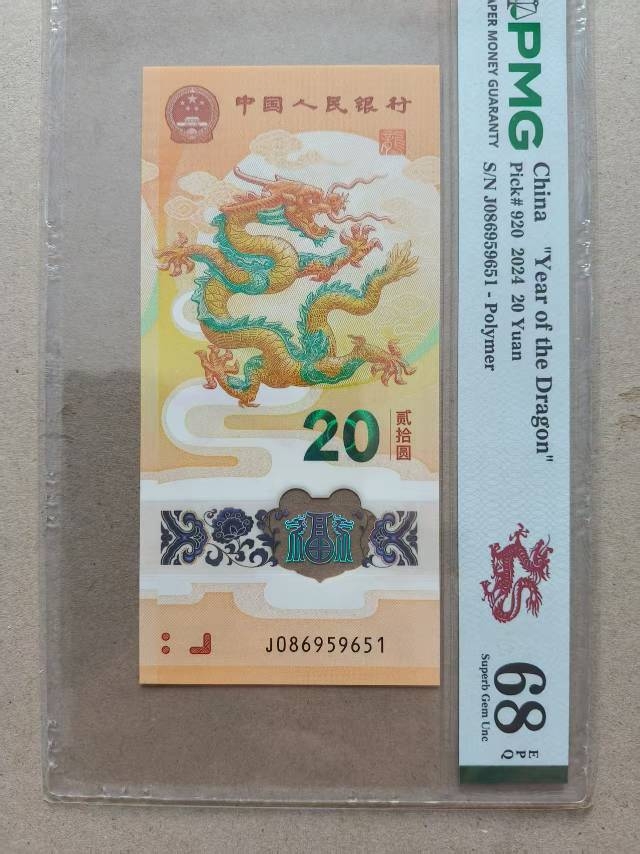 中国人民银行
龍
20
贰拾圆
J086959651
PMG
PAPER MONEY GUARANTY
China "Year of the Dragon"
Pick# 920 2024 20 Yuan
S/N J086959651 - Polymer
68 EPQ
Superb Gem Unc